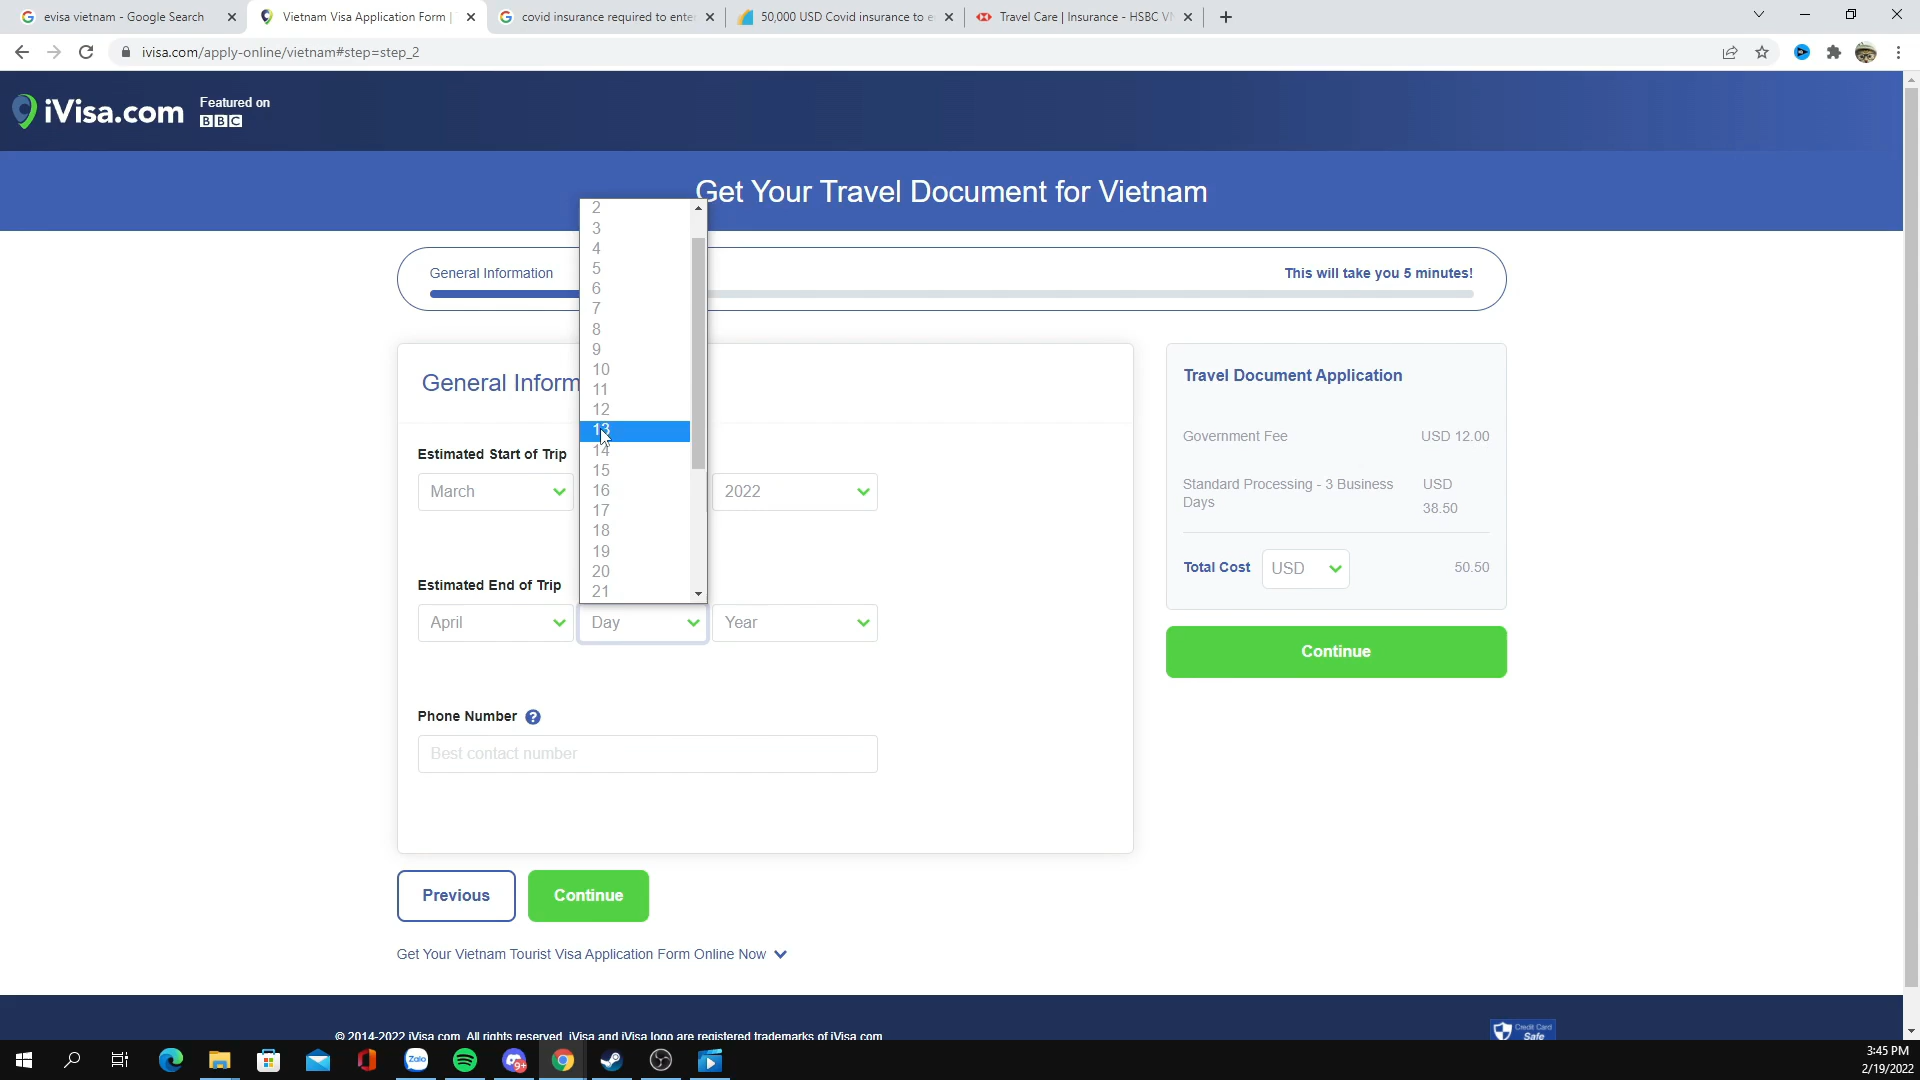 evisa vietnam - Google Search
Vietnam Visa Application Form |
covid insurance required to ente
50,000 USD Covid insurance to e
Travel Care | Insurance - HSBC V
ivisa.com/apply-online/vietnam#step=step_2
iVisa.com
Featured on
BBC
Get Your Travel Document for Vietnam
General Information
This will take you 5 minutes!
2
3
4
5
6
7
8
9
10
11
12
13
14
15
16
17
18
19
20
21
General Inform
Estimated Start of Trip
March
2022
Estimated End of Trip
April
Day
Year
Phone Number ?
Best contact number
Travel Document Application
Government Fee
USD 12.00
Standard Processing - 3 Business
Days
USD
38.50
Total Cost
USD
50.50
Continue
Previous
Continue
Get Your Vietnam Tourist Visa Application Form Online Now
© 2014-2022 iVisa.com. All rights reserved. iVisa and iVisa logo are registered trademarks of iVisa.com
Credit Card
Safe
Zalo
9+
3:45 PM
2/19/2022